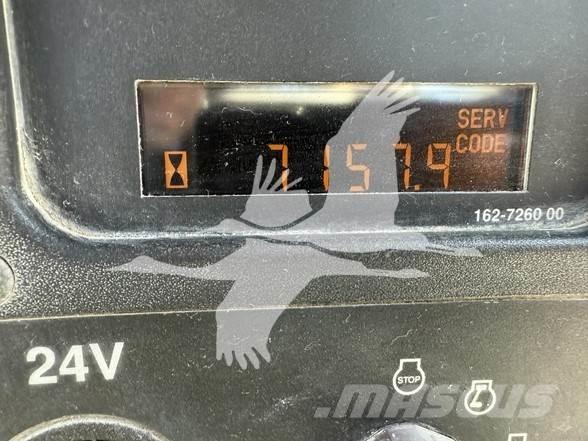 SERV
CODE
7157.9
162-7260 00
24V
STOP
MASCUS